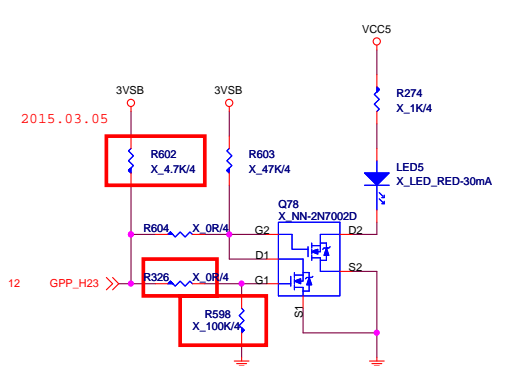 VCC5
3VSB
3VSB
R274
X_1K/4
2015.03.05
R602
X_4.7K/4
R603
X_47K/4
LED5
X_LED_RED-30mA
Q78
X_NN-2N7002D
R604
X_0R/4
G2
D2
D1
S2
12
GPP_H23
R326
X_0R/4
G1
R598
X_100K/4
S1